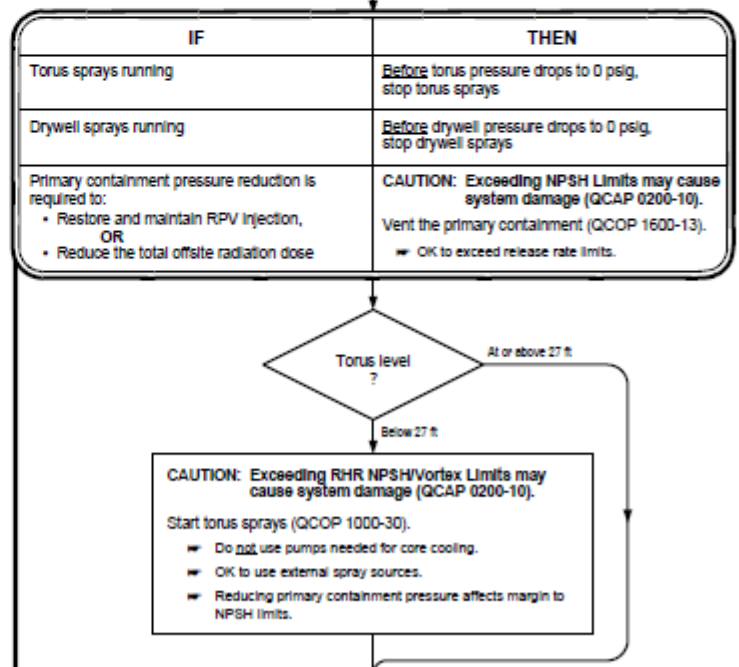 IF
THEN
Torus sprays running
Before torus pressure drops to 0 psig,
stop torus sprays
Drywell sprays running
Before drywell pressure drops to 0 psig,
stop drywell sprays
Primary containment pressure reduction is
required to:
• Restore and maintain RPV injection,
OR
• Reduce the total offsite radiation dose
CAUTION: Exceeding NPSH Limits may cause
system damage (QCAP 0200-10).
Vent the primary containment (QCOP 1600-13).
☛ OK to exceed release rate limits.
Torus level
?
At or above 27 ft
Below 27 ft
CAUTION: Exceeding RHR NPSH/Vortex Limits may
cause system damage (QCAP 0200-10).
Start torus sprays (QCOP 1000-30).
☛ Do not use pumps needed for core cooling.
☛ OK to use external spray sources.
☛ Reducing primary containment pressure affects margin to
NPSH limits.